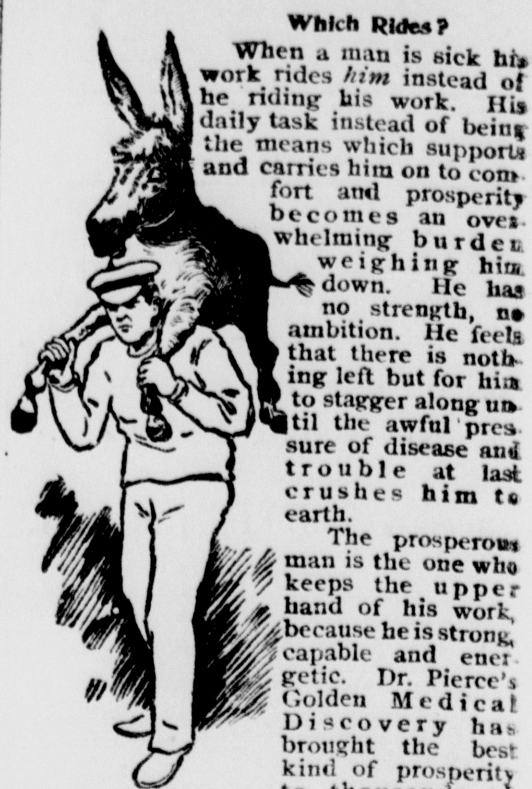 Which Rides?
When a man is sick his
work rides him instead of
he riding his work. His
daily task instead of being
the means which supports
and carries him on to com-
fort and prosperity
becomes an over-
whelming burden
weighing him
down. He has
no strength, no
ambition. He feels
that there is noth-
ing left but for him
to stagger along un-
til the awful pres-
sure of disease and
trouble at last
crushes him to
earth.
The prosperous
man is the one who
keeps the upper
hand of his work,
because he is strong,
capable and ener-
getic. Dr. Pierce's
Golden Medical
Discovery has
brought the best
kind of prosperity